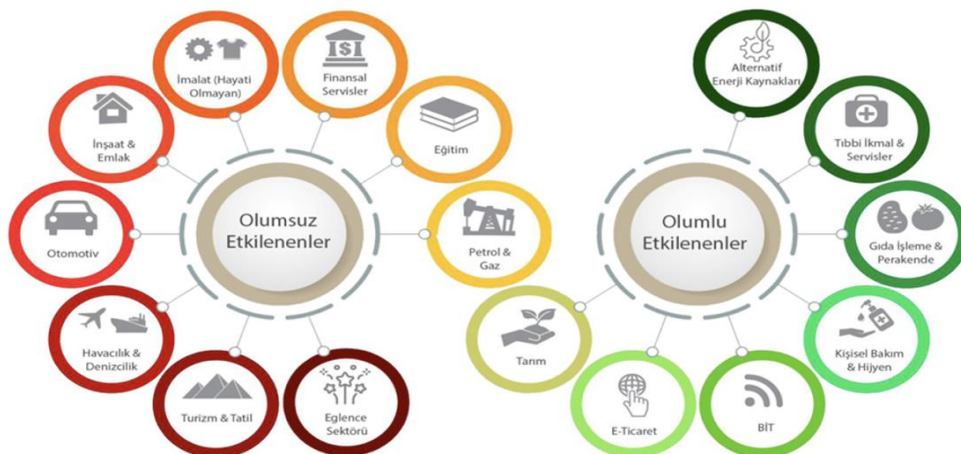 Olumsuz
Etkilenenler
İmalat (Hayati
Olmayan)
Finansal
Servisler
Eğitim
Petrol &
Gaz
Eglence
Sektörü
Turizm & Tatil
Havacılık &
Denizcilik
Otomotiv
İnşaat &
Emlak
Olumlu
Etkilenenler
Alternatif
Enerji Kaynakları
Tıbbi İkmal &
Servisler
Gıda İşleme &
Perakende
Kişisel Bakım
& Hijyen
BİT
E-Ticaret
Tarım